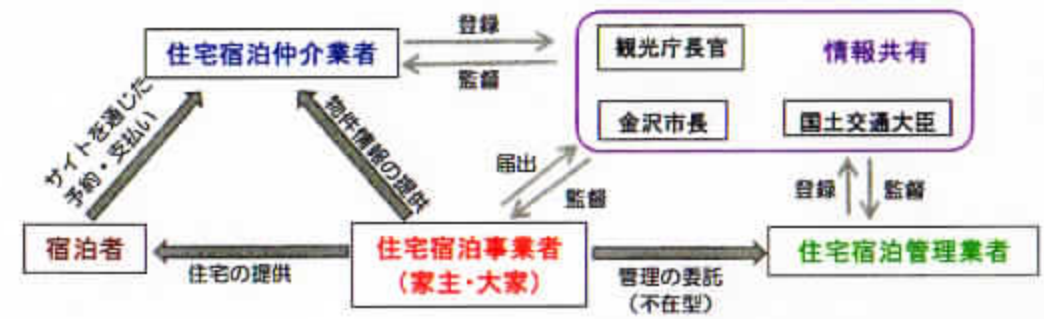 登録
住宅宿泊仲介業者
監督
観光庁長官
情報共有
金沢市長
国土交通大臣
サイトを通じた
予約・支払い
物件情報の提供
届出
監督
登録
監督
宿泊者
住宅の提供
住宅宿泊事業者
(家主・大家)
管理の委託
(不在型)
住宅宿泊管理業者